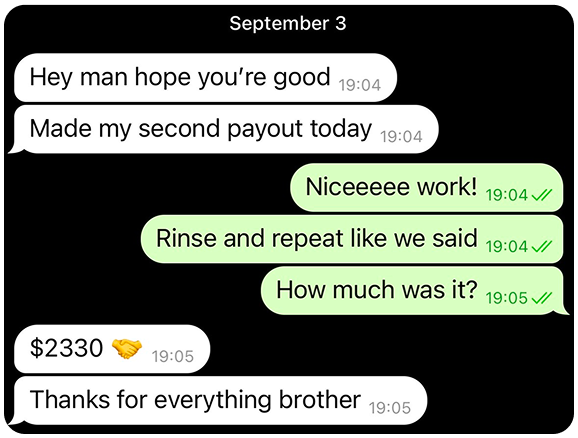 September 3
Hey man hope you’re good 19:04
Made my second payout today 19:04
Niceeeee work! 19:04
Rinse and repeat like we said 19:04
How much was it? 19:05
$2330 🤝 19:05
Thanks for everything brother 19:05